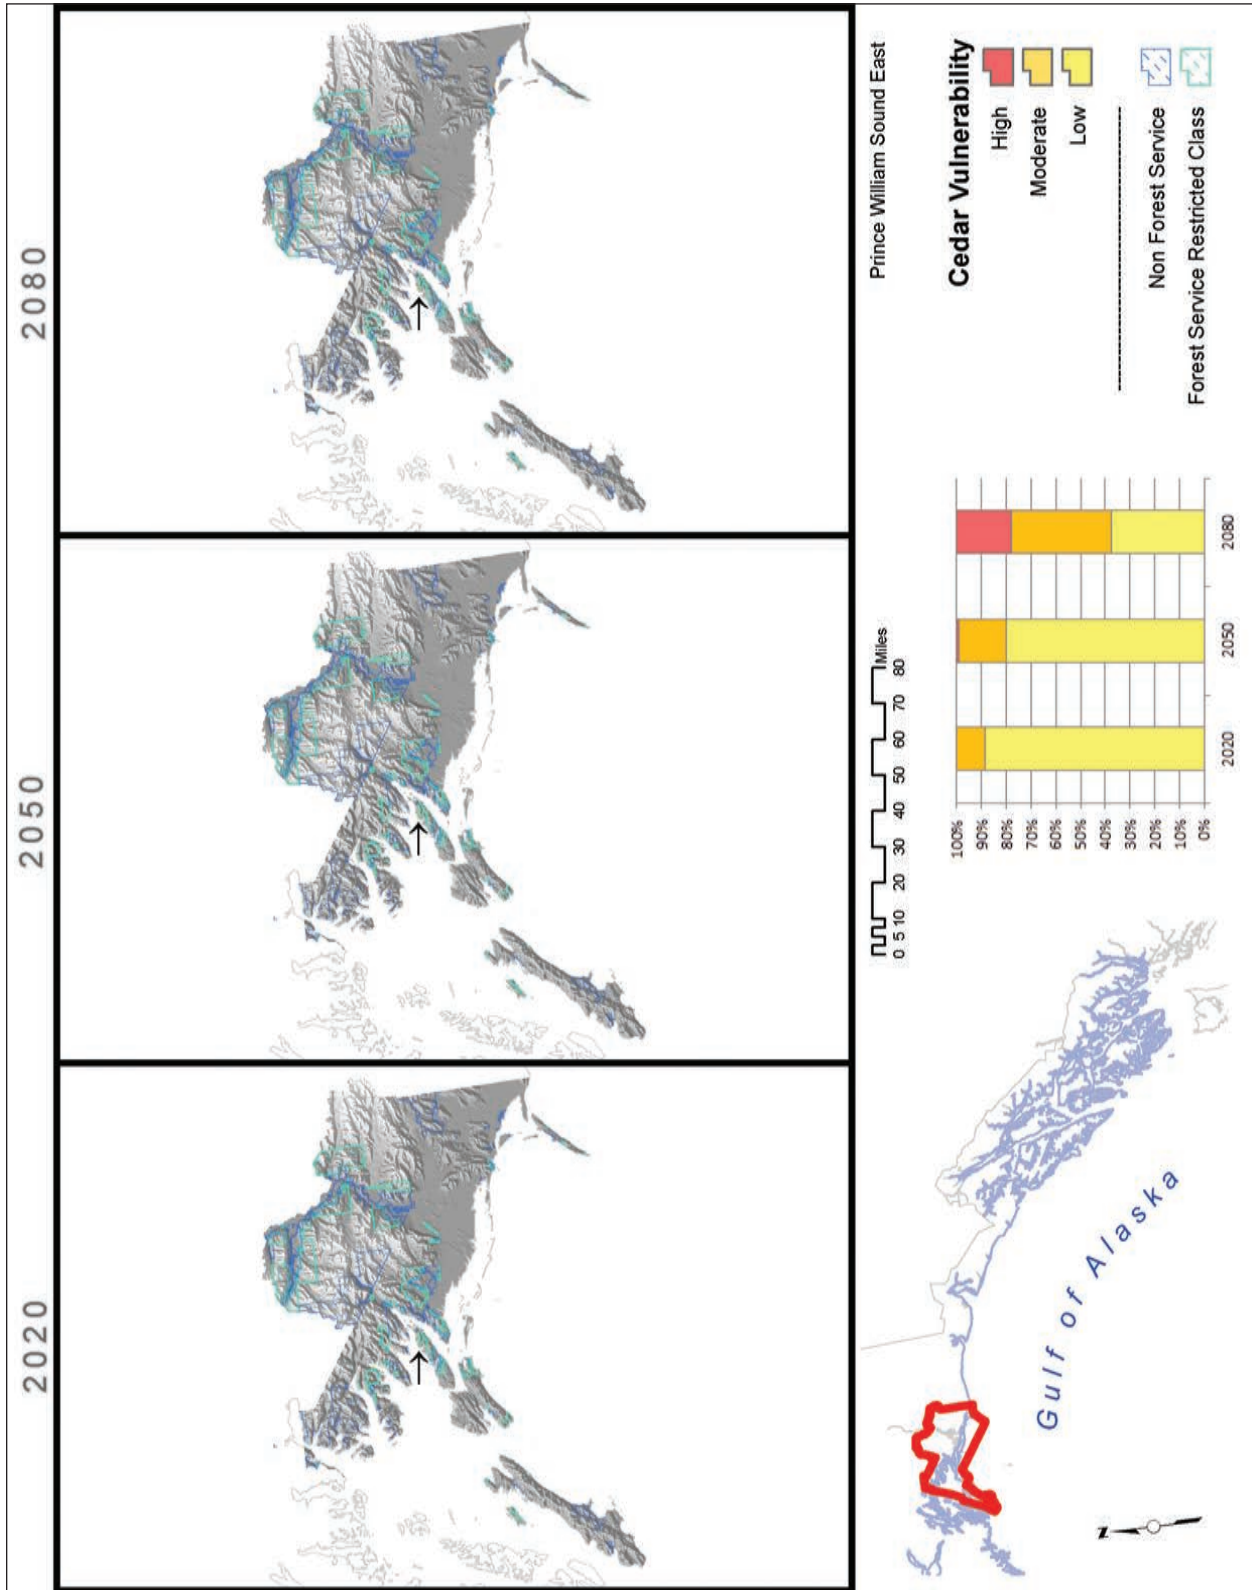 2020
2050
2080
Prince William Sound East
Cedar Vulnerability
High
Moderate
Low
Non Forest Service
Forest Service Restricted Class
0 5 10 20 30 40 50 60 70 80
Miles
100%
90%
80%
70%
60%
50%
40%
30%
20%
10%
0%
2020 2050 2080
Gulf of Alaska
N